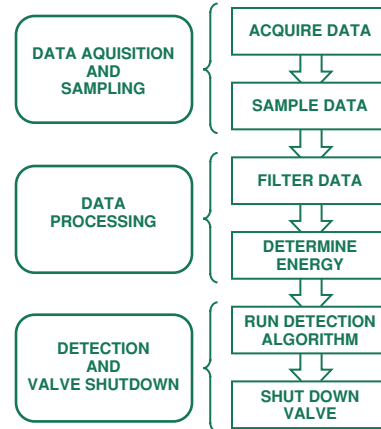 DATA AQUISITION
AND
SAMPLING
ACQUIRE DATA
SAMPLE DATA
DATA
PROCESSING
FILTER DATA
DETERMINE
ENERGY
DETECTION
AND
VALVE SHUTDOWN
RUN DETECTION
ALGORITHM
SHUT DOWN
VALVE